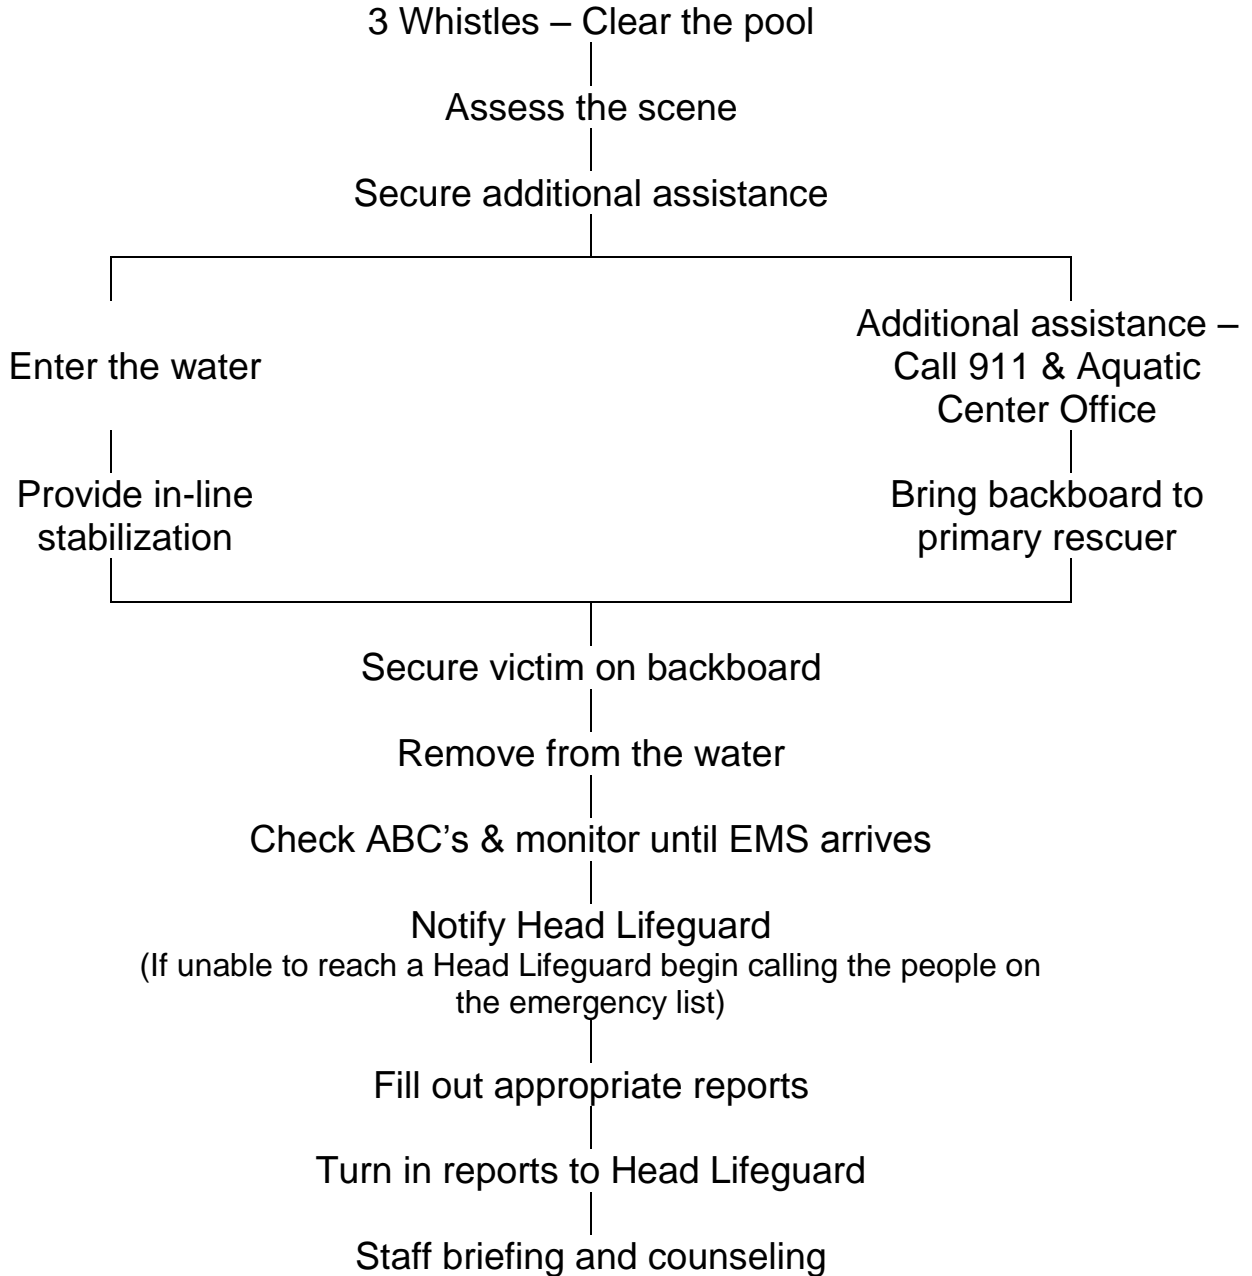 3 Whistles – Clear the pool
Assess the scene
Secure additional assistance
Enter the water
Provide in-line
stabilization
Additional assistance –
Call 911 & Aquatic
Center Office
Bring backboard to
primary rescuer
Secure victim on backboard
Remove from the water
Check ABC’s & monitor until EMS arrives
Notify Head Lifeguard
(If unable to reach a Head Lifeguard begin calling the people on
the emergency list)
Fill out appropriate reports
Turn in reports to Head Lifeguard
Staff briefing and counseling